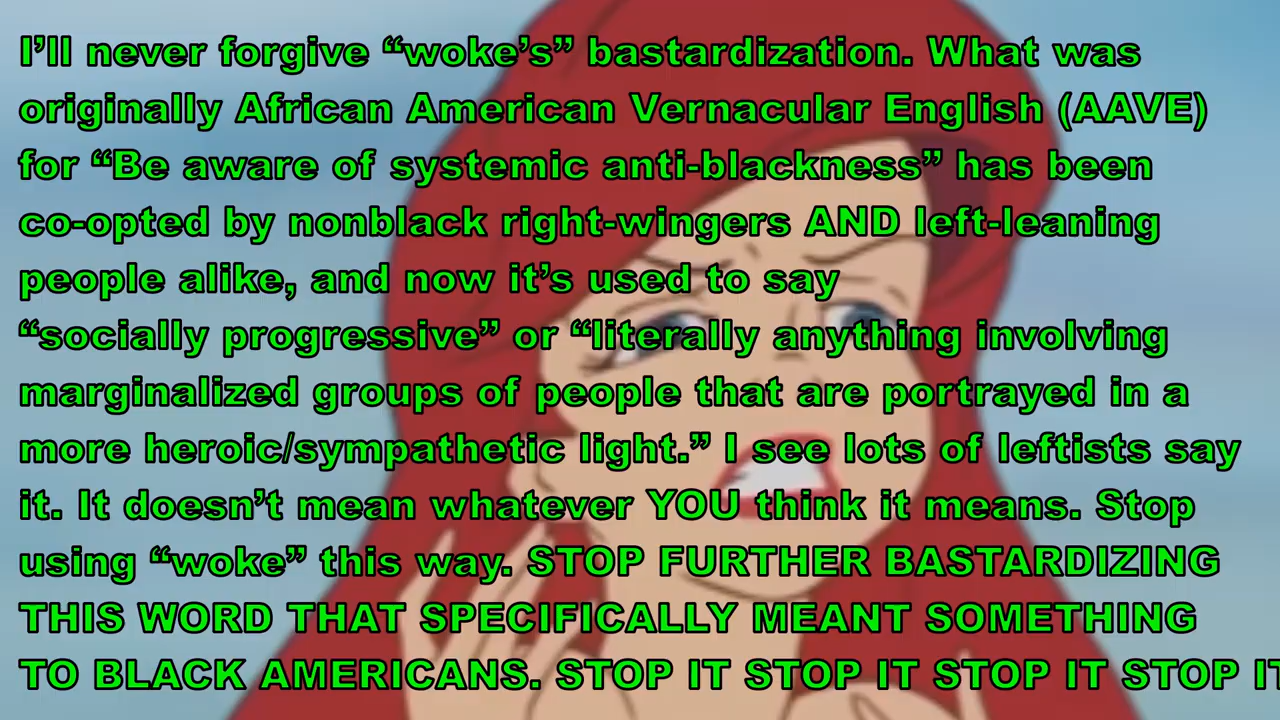 I’ll never forgive “woke’s” bastardization. What was
originally African American Vernacular English (AAVE)
for “Be aware of systemic anti-blackness” has been
co-opted by nonblack right-wingers AND left-leaning
people alike, and now it’s used to say
“socially progressive” or “literally anything involving
marginalized groups of people that are portrayed in a
more heroic/sympathetic light.” I see lots of leftists say
it. It doesn’t mean whatever YOU think it means. Stop
using “woke” this way. STOP FURTHER BASTARDIZING
THIS WORD THAT SPECIFICALLY MEANT SOMETHING
TO BLACK AMERICANS. STOP IT STOP IT STOP IT STOP IT